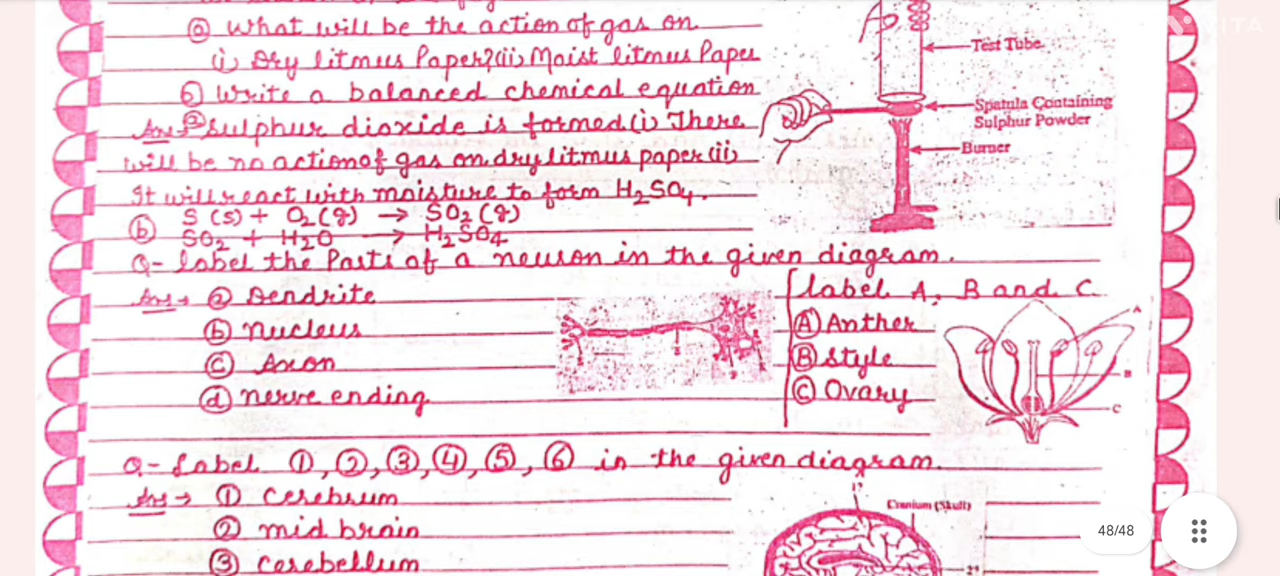 ⓐ What will be the action of gas on
(i) Dry litmus Paper? (ii) Moist litmus Paper
ⓑ Write a balanced chemical equation
Ans→ ⓐ Sulphur dioxide is formed (i) There
will be no action of gas on dry litmus paper (ii)
It will react with moisture to form H₂SO₄.
ⓑ S (s) + O₂ (g) → SO₂ (g)
SO₂ + H₂O → H₂SO₄
Test Tube
Spatula Containing
Sulphur Powder
Burner
Q- Label the Parts of a neuron in the given diagram.
Ans→ ⓐ Dendrite
ⓑ nucleus
ⓒ Axon
ⓓ nerve ending
label A, B and C
Ⓐ Anther
Ⓑ Style
Ⓒ Ovary
A
B
C
Q- Label ①, ②, ③, ④, ⑤, ⑥ in the given diagram.
Ans→ ① Cerebrum
② mid brain
③ cerebellum
1?
Cranium (Skull)
2?
48/48